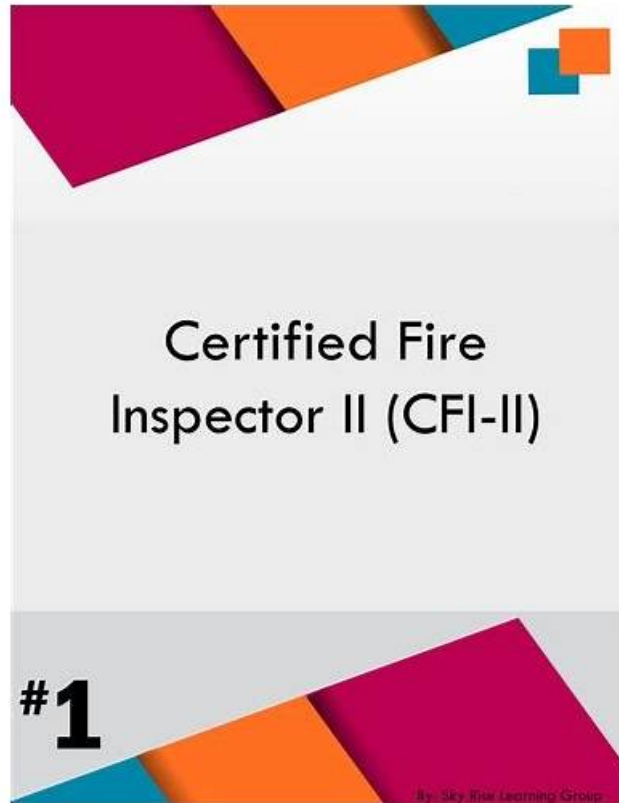 Certified Fire
Inspector II (CFI-II)
#1
By: Sky Rise Learning Group